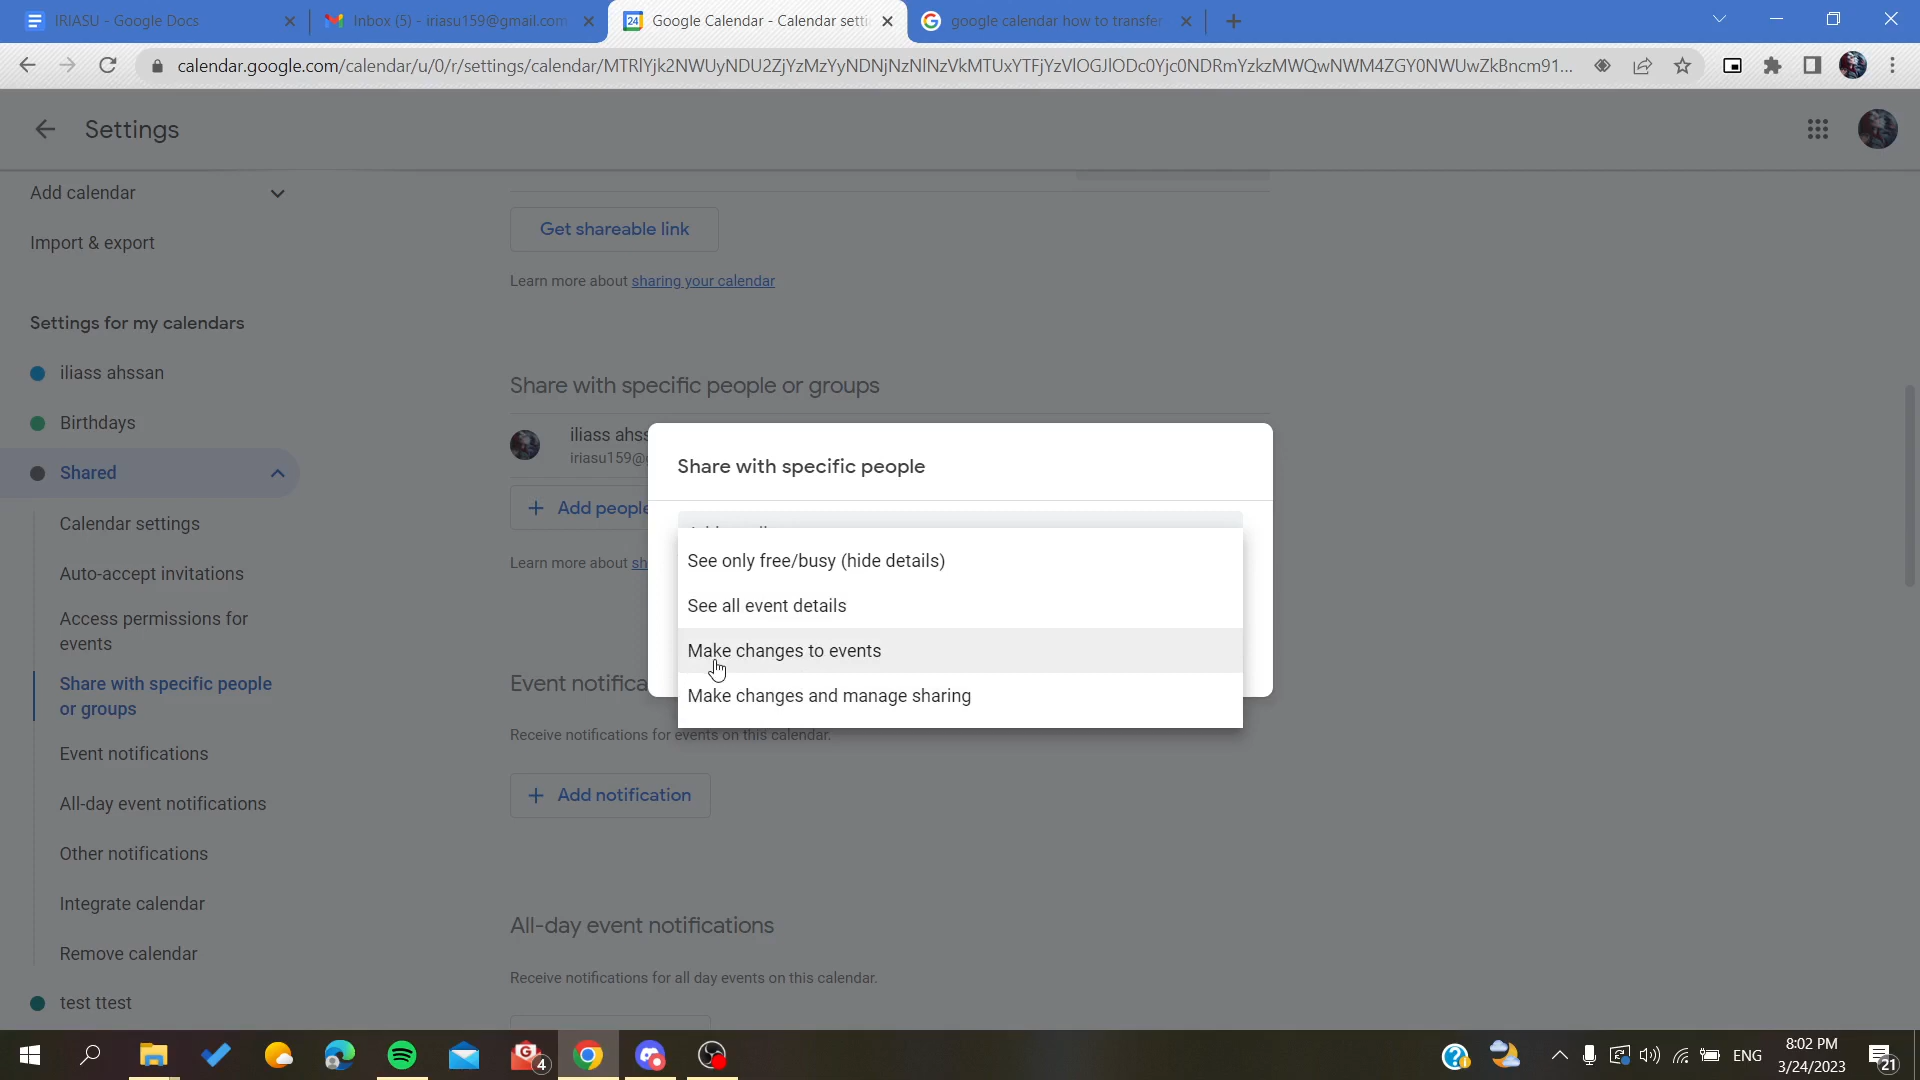 IRIASU - Google Docs
Inbox (5) - iriasu159@gmail.com
Google Calendar - Calendar setti
google calendar how to transfer
calendar.google.com/calendar/u/0/r/settings/calendar/MTRlYjk2NWUyNDU2ZjYzMzYyNDNjNzNlNzVkMTUxYTFjYzVlOGJlODc0Yjc0NDRmYzkzMWQwNWM4ZGY0NWUwZkBncm91...
Settings
Add calendar
Import & export
Get shareable link
Learn more about sharing your calendar
Settings for my calendars
iliass ahssan
Birthdays
Shared
Calendar settings
Auto-accept invitations
Access permissions for
events
Share with specific people
or groups
Event notifications
All-day event notifications
Other notifications
Integrate calendar
Remove calendar
test ttest
Share with specific people or groups
iliass ahss
iriasu159@
Add people
Learn more about sh
Share with specific people
See only free/busy (hide details)
See all event details
Make changes to events
Make changes and manage sharing
Event notifica
Receive notifications for events on this calendar.
Add notification
All-day event notifications
Receive notifications for all day events on this calendar.
24
4
ENG
8:02 PM
3/24/2023
21